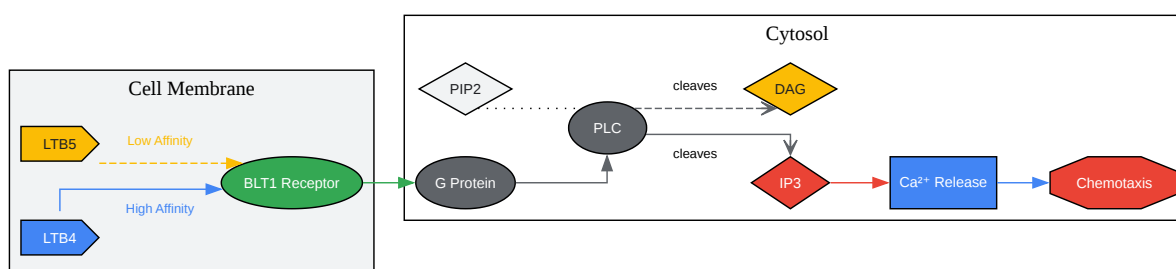 Cell Membrane
LTB5
Low Affinity
BLT1 Receptor
High Affinity
LTB4
Cytosol
PIP2
cleaves
DAG
PLC
cleaves
G Protein
IP3
Ca²⁺ Release
Chemotaxis